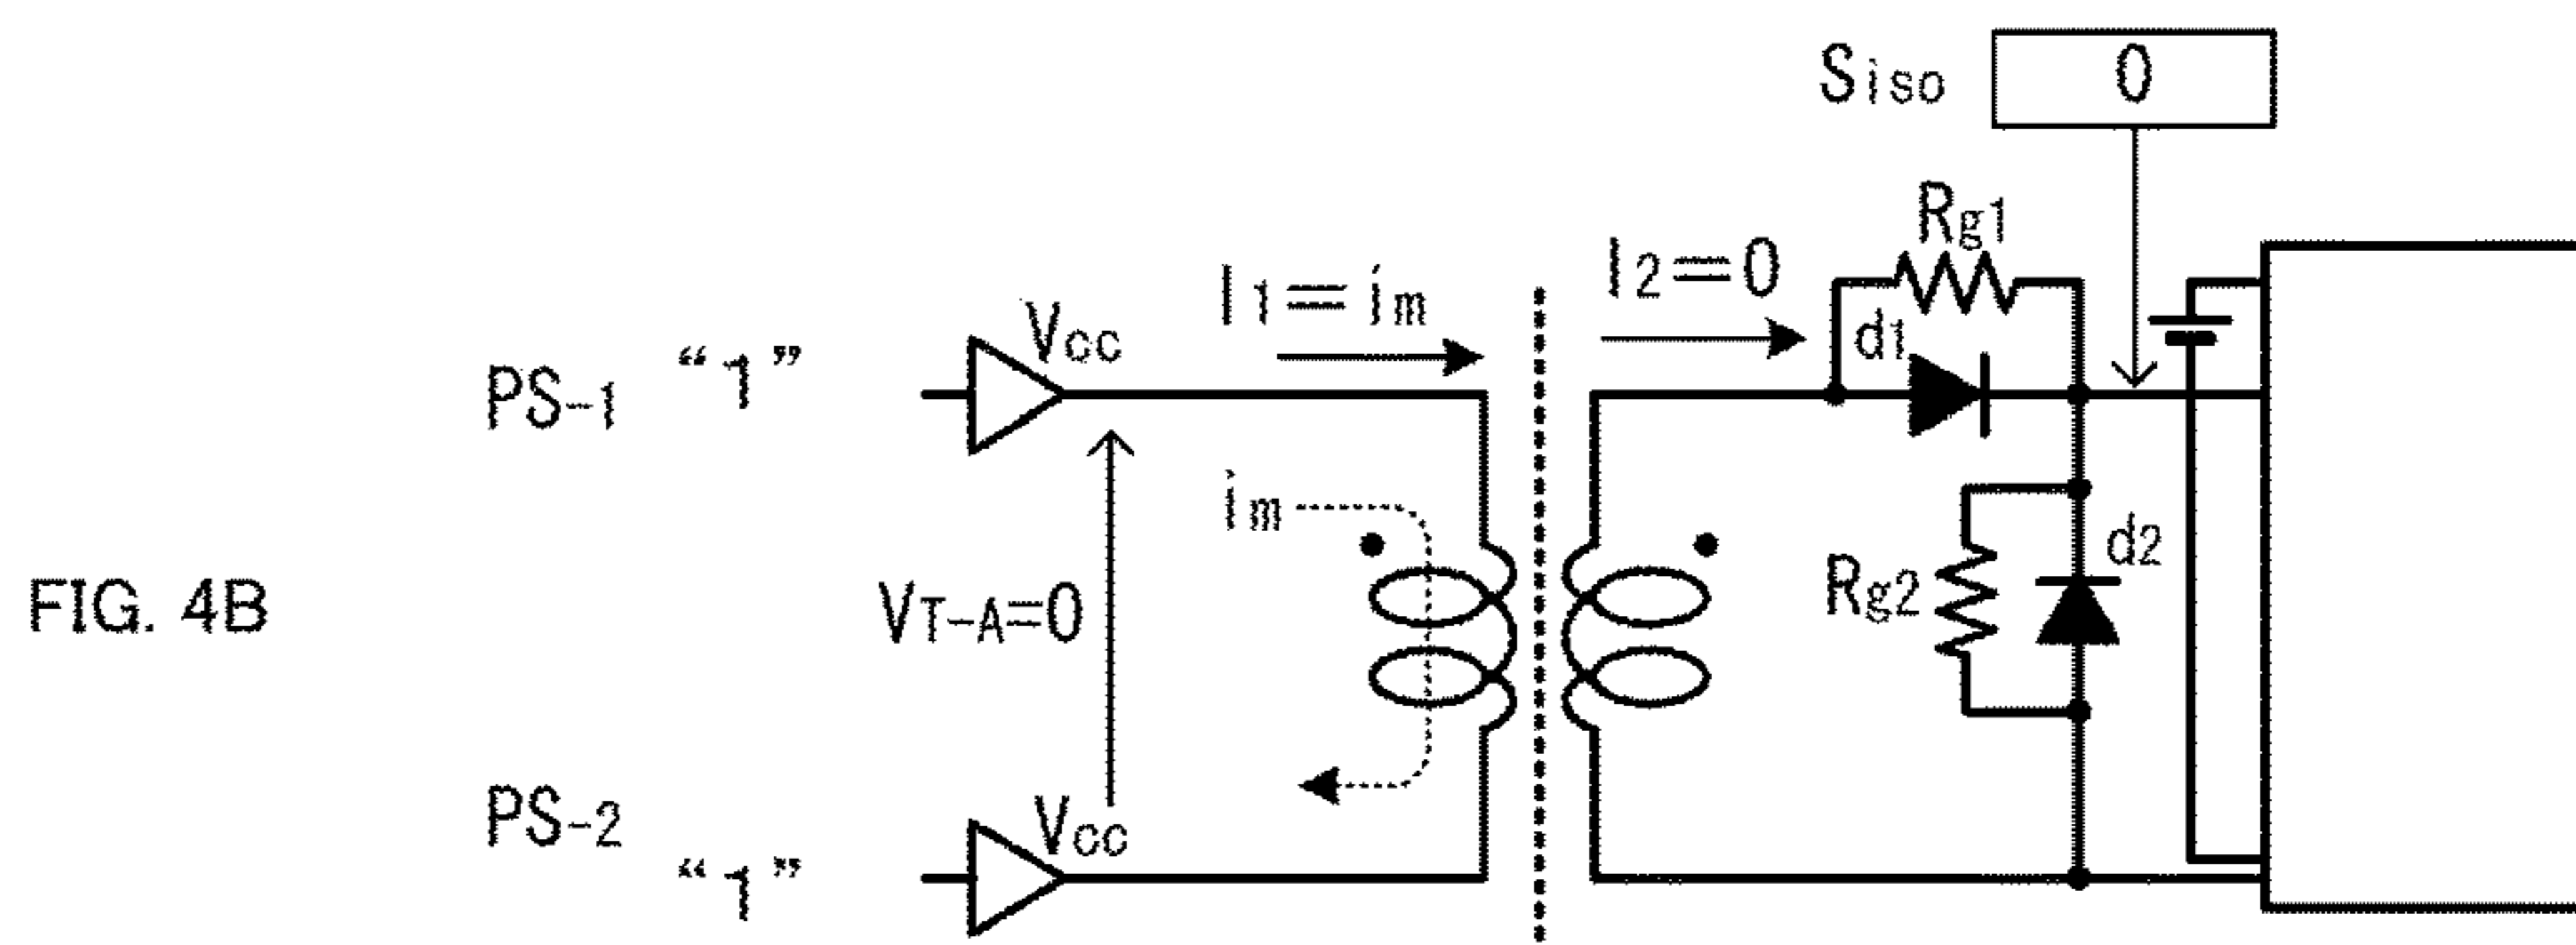 Siso 0
Rg1
I2=0
d1
I1=im
Vcc
PS-1 “1”
im
d2
Rg2
VT-A=0
FIG. 4B
PS-2 “1”
Vcc